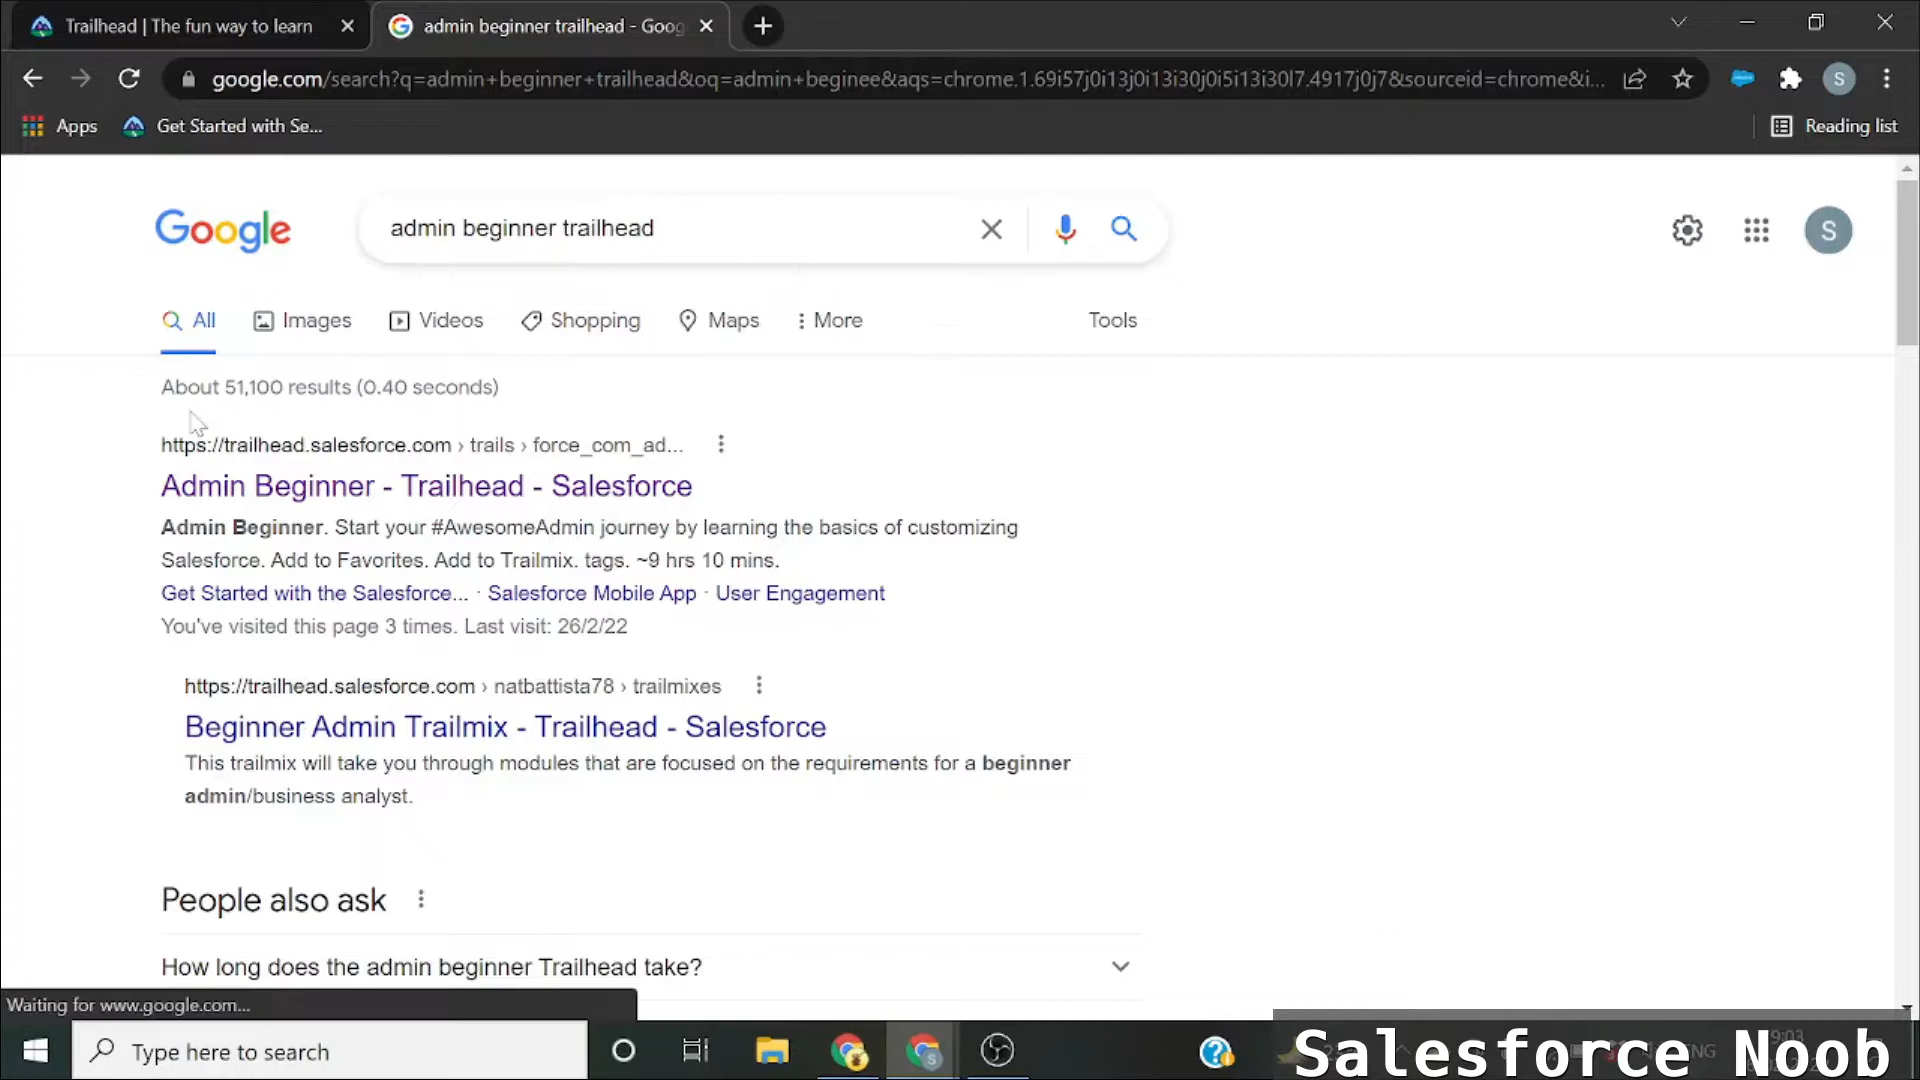 Trailhead | The fun way to learn
admin beginner trailhead - Goog
google.com/search?q=admin+beginner+trailhead&oq=admin+beginee&aqs=chrome.1.69i57j0i13j0i13i30j0i5i13i30l7.4917j0j7&sourceid=chrome&i...
S
Apps
Get Started with Se...
Reading list
Google
admin beginner trailhead
S
All
Images
Videos
Shopping
Maps
More
Tools
About 51,100 results (0.40 seconds)
https://trailhead.salesforce.com › trails › force_com_ad...
Admin Beginner - Trailhead - Salesforce
Admin Beginner. Start your #AwesomeAdmin journey by learning the basics of customizing
Salesforce. Add to Favorites. Add to Trailmix. tags. ~9 hrs 10 mins.
Get Started with the Salesforce... · Salesforce Mobile App · User Engagement
You've visited this page 3 times. Last visit: 26/2/22
https://trailhead.salesforce.com › natbattista78 › trailmixes
Beginner Admin Trailmix - Trailhead - Salesforce
This trailmix will take you through modules that are focused on the requirements for a beginner
admin/business analyst.
People also ask
How long does the admin beginner Trailhead take?
Waiting for www.google.com...
Type here to search
Salesforce Noob